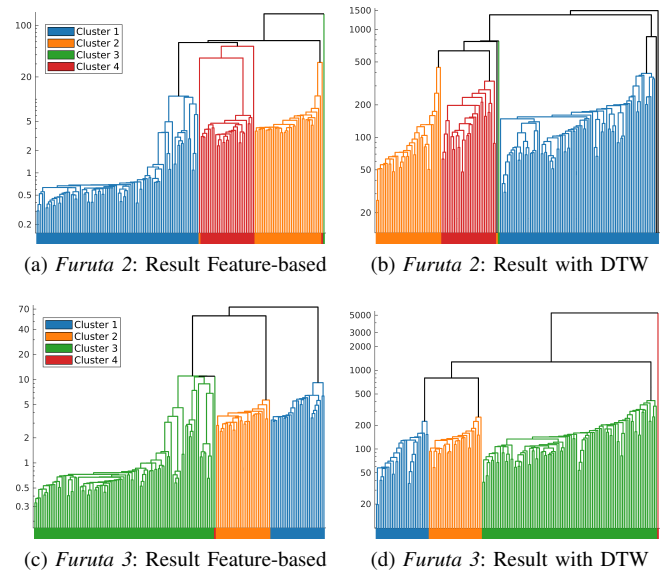 100
20
5
2
1
0.5
0.2
Cluster 1
Cluster 2
Cluster 3
Cluster 4
(a) Furuta 2: Result Feature-based
1500
500
200
100
50
20
(b) Furuta 2: Result with DTW
70
40
20
10
5
2
1
0.5
0.3
Cluster 1
Cluster 2
Cluster 3
Cluster 4
(c) Furuta 3: Result Feature-based
5000
2000
1000
500
200
100
50
20
(d) Furuta 3: Result with DTW